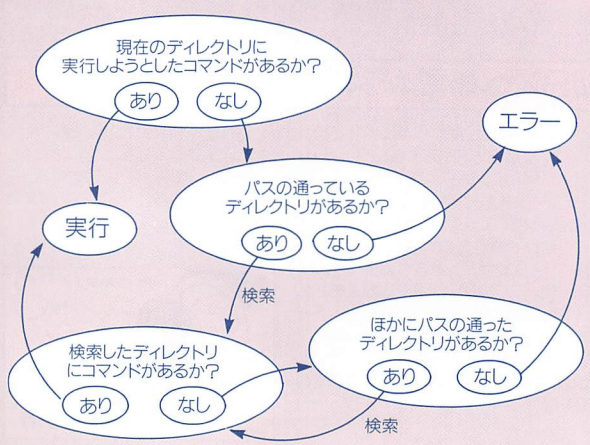 現在のディレクトリに
実行しようとしたコマンドがあるか?
あり
なし
エラー
パスの通っている
ディレクトリがあるか?
あり
なし
実行
検索
ほかにパスの通った
ディレクトリがあるか?
あり
なし
検索したディレクトリ
にコマンドがあるか?
あり
なし
検索